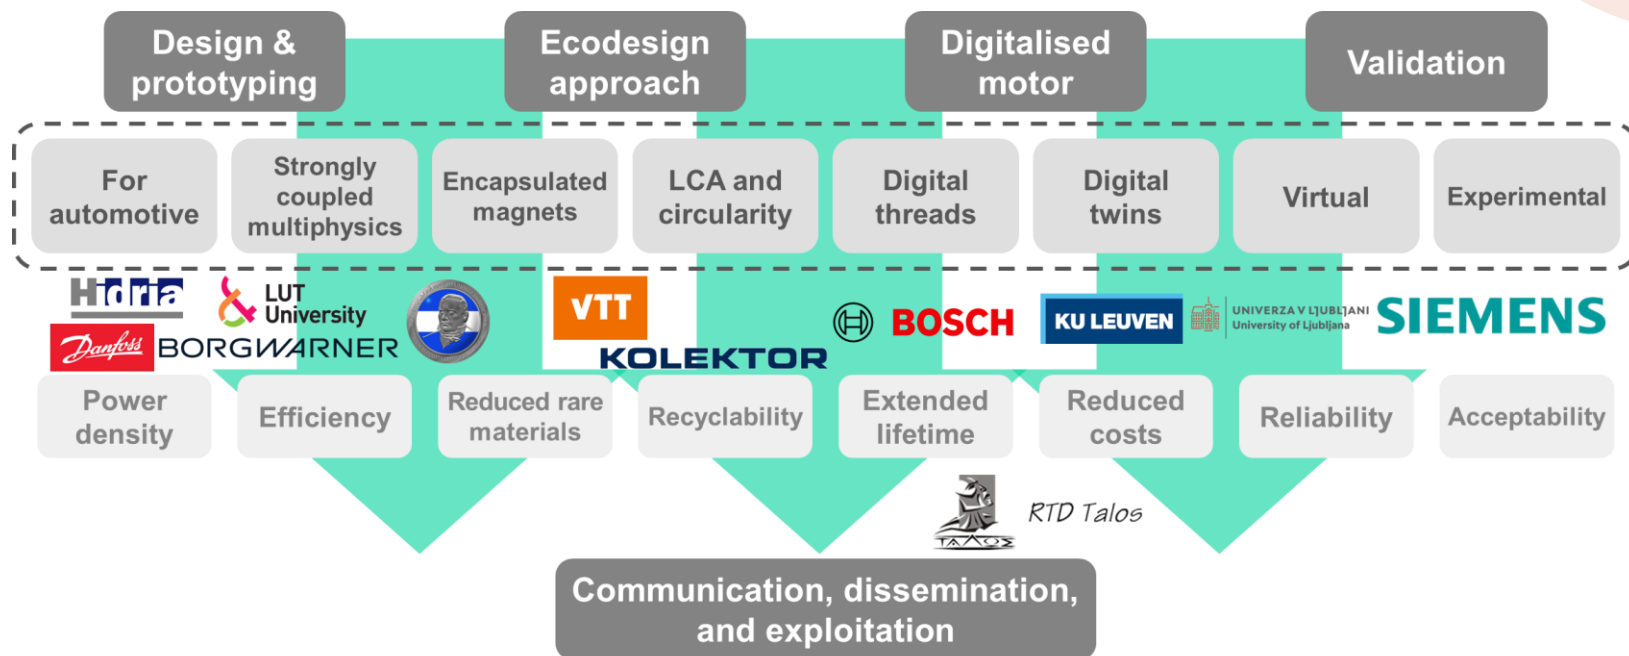 Design &
prototyping
Ecodesign
approach
Digitalised
motor
Validation
For
automotive
Strongly
coupled
multiphysics
Encapsulated
magnets
LCA and
circularity
Digital
threads
Digital
twins
Virtual
Experimental
Hidria
LUT
University
Danfoss
BORGWARNER
VTT
KOLEKTOR
BOSCH
KU LEUVEN
UNIVERZA V LJUBLJANI
University of Ljubljana
SIEMENS
Power
density
Efficiency
Reduced rare
materials
Recyclability
Extended
lifetime
Reduced
costs
Reliability
Acceptability
ΤΑΛΩΣ
RTD Talos
Communication, dissemination,
and exploitation